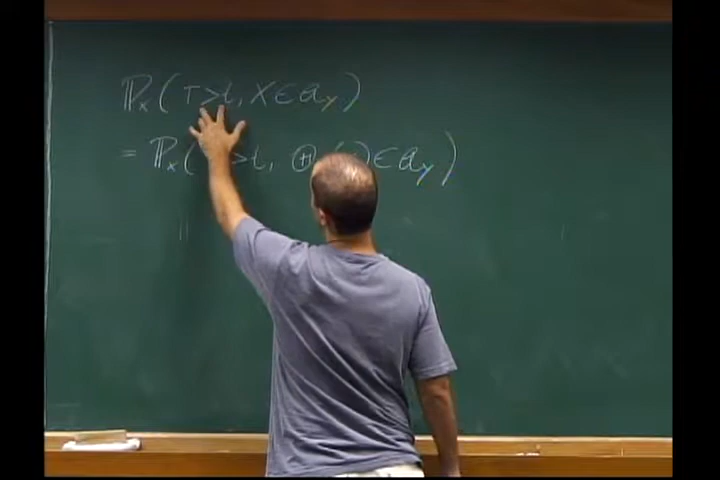 ℙₓ( T>t, X∈a_y )
= ℙₓ( >t, ⊕ )∈a_y )